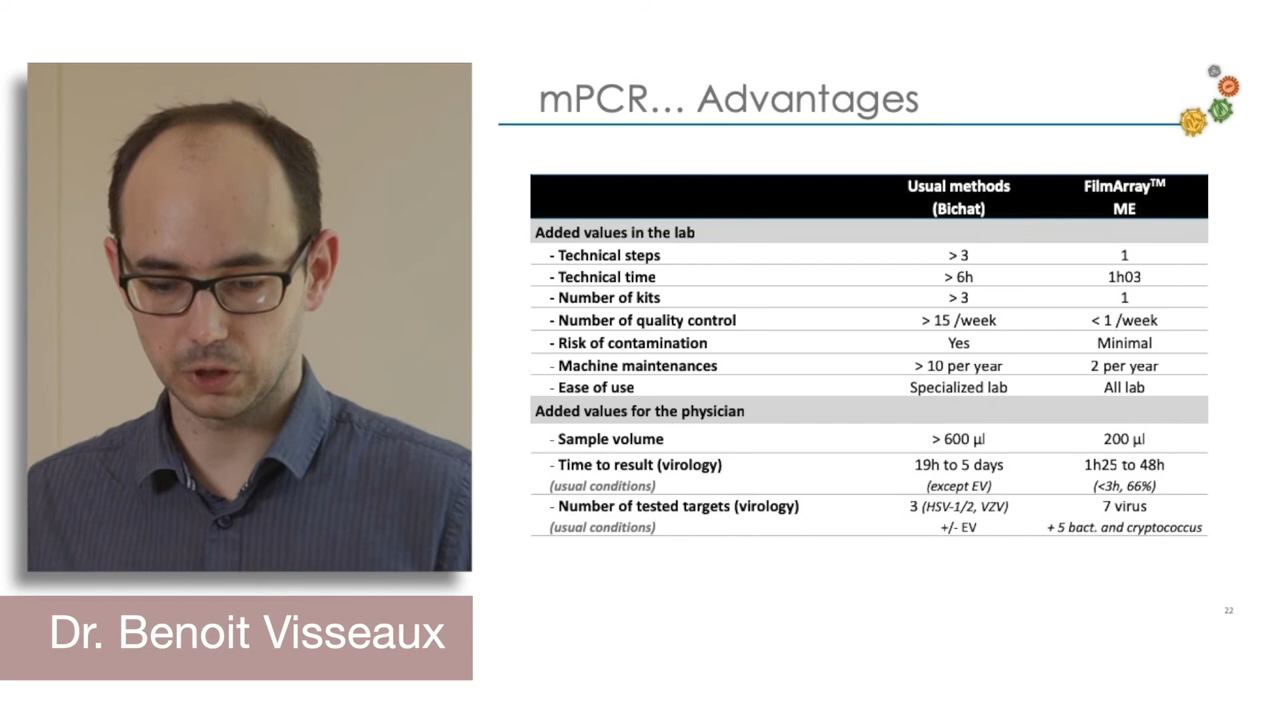 mPCR... Advantages
Usual methods (Bichat) FilmArray™ ME
Added values in the lab
- Technical steps > 3 1
- Technical time > 6h 1h03
- Number of kits > 3 1
- Number of quality control > 15 /week < 1 /week
- Risk of contamination Yes Minimal
- Machine maintenances > 10 per year 2 per year
- Ease of use Specialized lab All lab
Added values for the physician
- Sample volume > 600 µl 200 µl
- Time to result (virology) 19h to 5 days 1h25 to 48h
(usual conditions) (except EV) (<3h, 66%)
- Number of tested targets (virology) 3 (HSV-1/2, VZV) 7 virus
(usual conditions) +/- EV + 5 bact. and cryptococcus
22
Dr. Benoit Visseaux